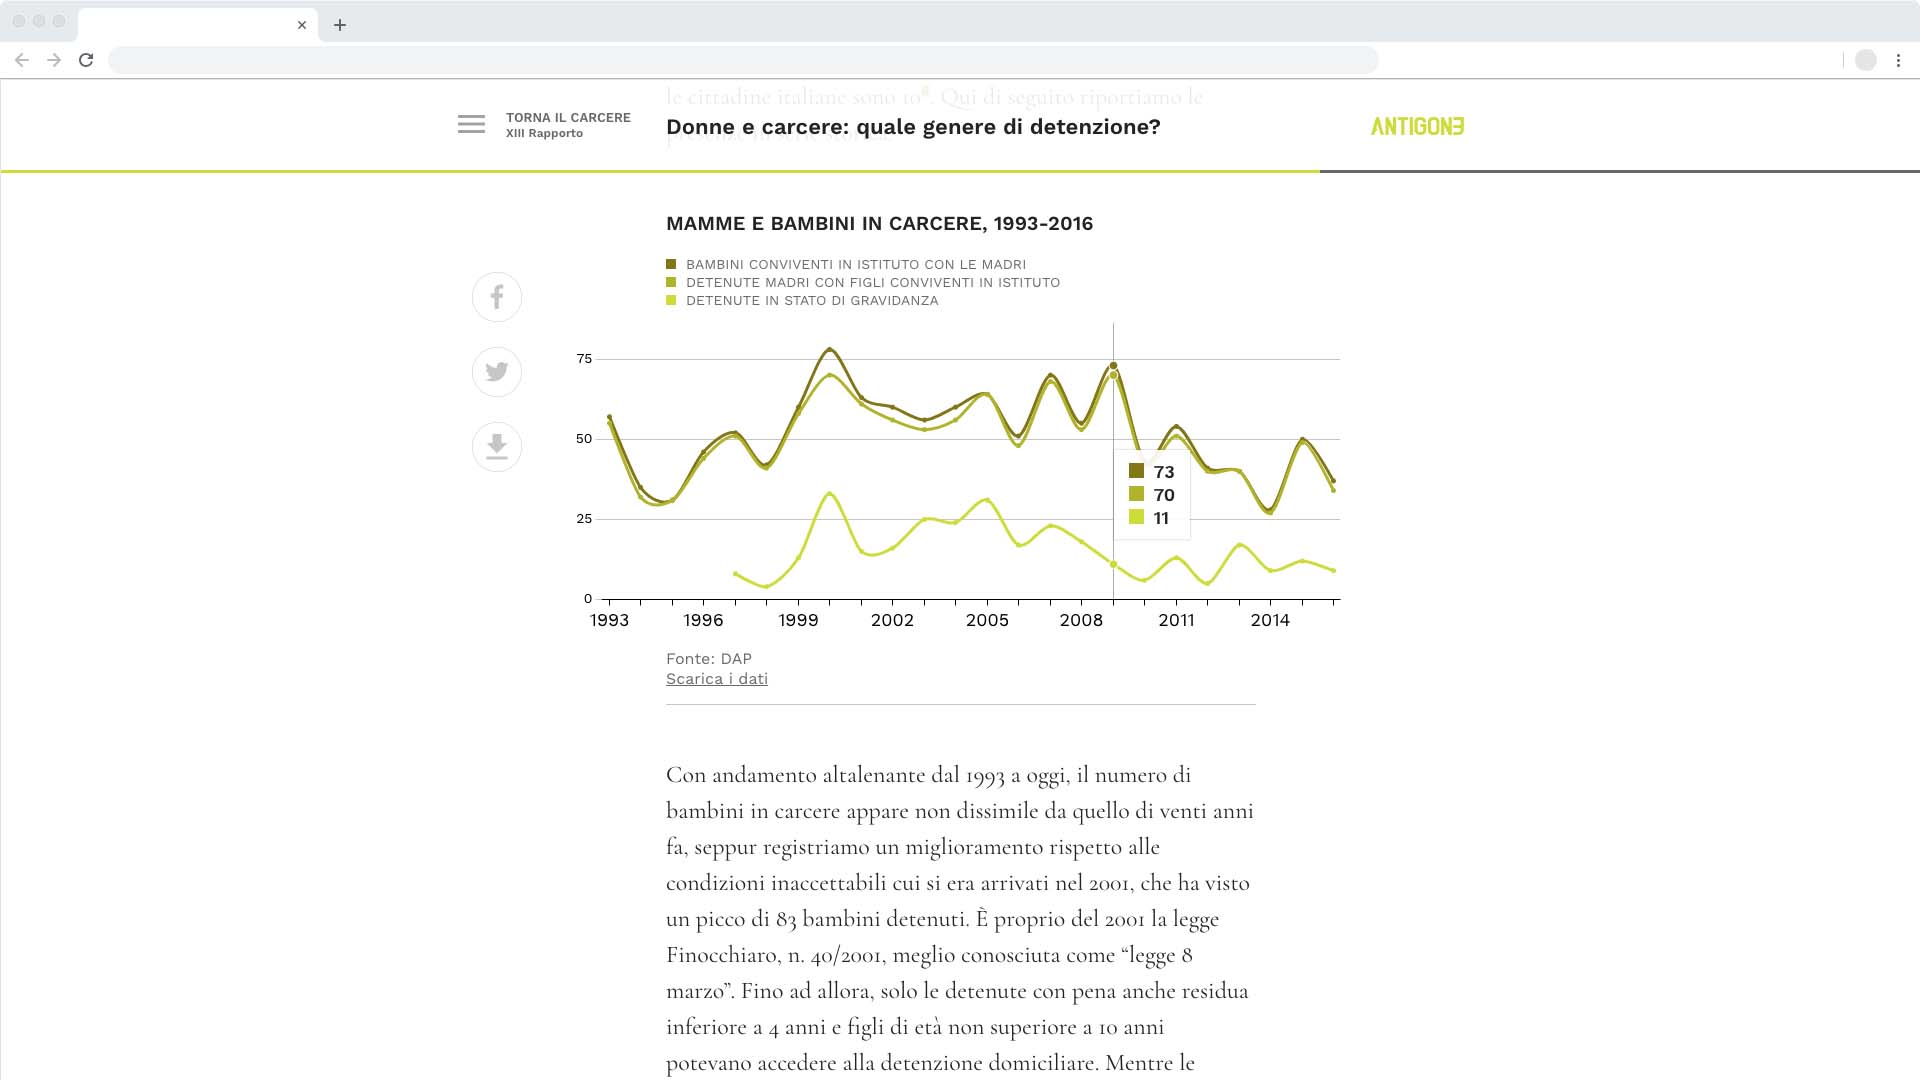 le cittadine italiane sono 10⁸. Qui di seguito riportiamo le
TORNA IL CARCERE
XIII Rapporto
Donne e carcere: quale genere di detenzione?
ANTIGONE
MAMME E BAMBINI IN CARCERE, 1993-2016
BAMBINI CONVIVENTI IN ISTITUTO CON LE MADRI
DETENUTE MADRI CON FIGLI CONVIVENTI IN ISTITUTO
DETENUTE IN STATO DI GRAVIDANZA
75
50
25
0
73
70
11
1993 1996 1999 2002 2005 2008 2011 2014
Fonte: DAP
Scarica i dati
Con andamento altalenante dal 1993 a oggi, il numero di
bambini in carcere appare non dissimile da quello di venti anni
fa, seppur registriamo un miglioramento rispetto alle
condizioni inaccettabili cui si era arrivati nel 2001, che ha visto
un picco di 83 bambini detenuti. È proprio del 2001 la legge
Finocchiaro, n. 40/2001, meglio conosciuta come “legge 8
marzo”. Fino ad allora, solo le detenute con pena anche residua
inferiore a 4 anni e figli di età non superiore a 10 anni
potevano accedere alla detenzione domiciliare. Mentre le